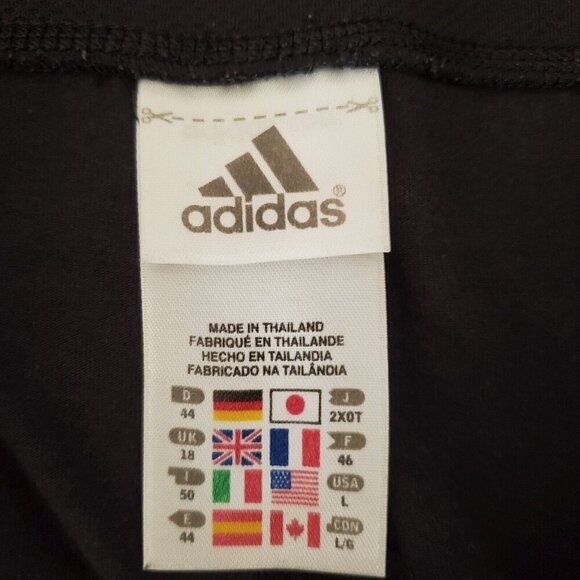 adidas®
MADE IN THAILAND
FABRIQUÉ EN THAILANDE
HECHO EN TAILANDIA
FABRICADO NA TAILÂNDIA
D J
44 2XOT
UK F
18 46
I USA
50 L
E CDN
44 L/G